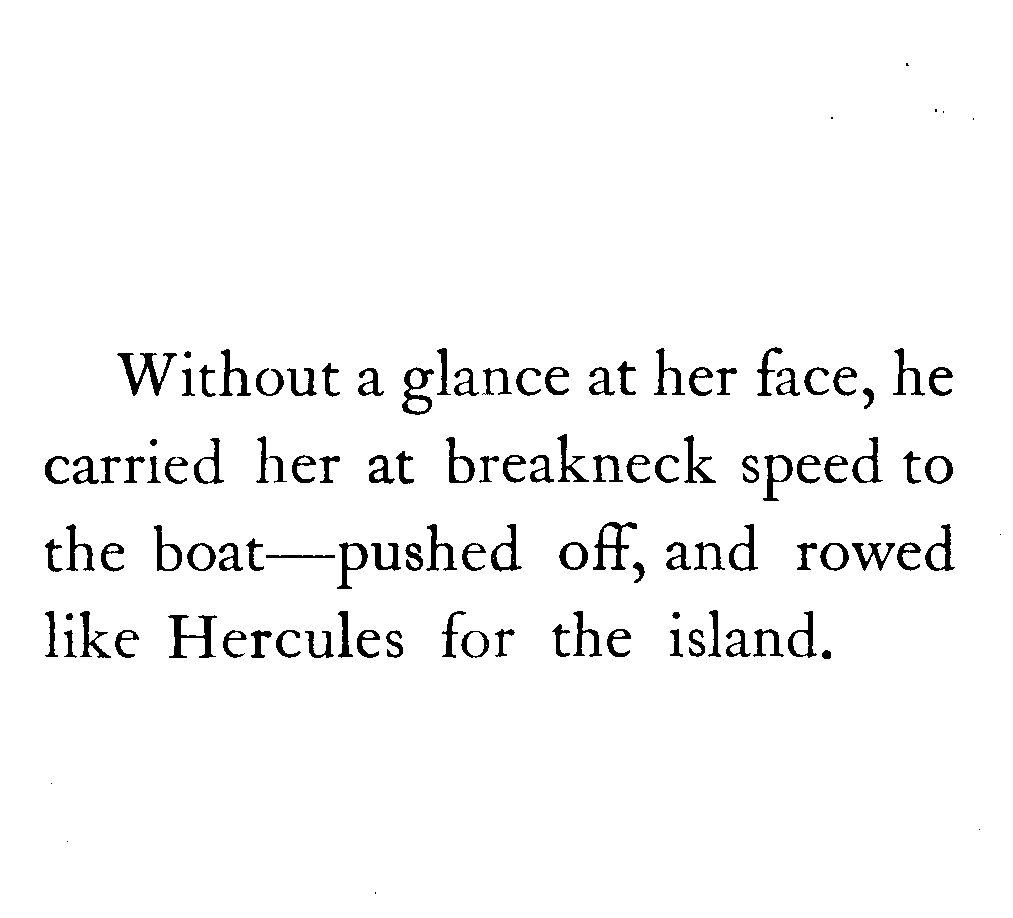 Without a glance at her face, he
carried her at breakneck speed to
the boat—pushed off, and rowed
like Hercules for the island.